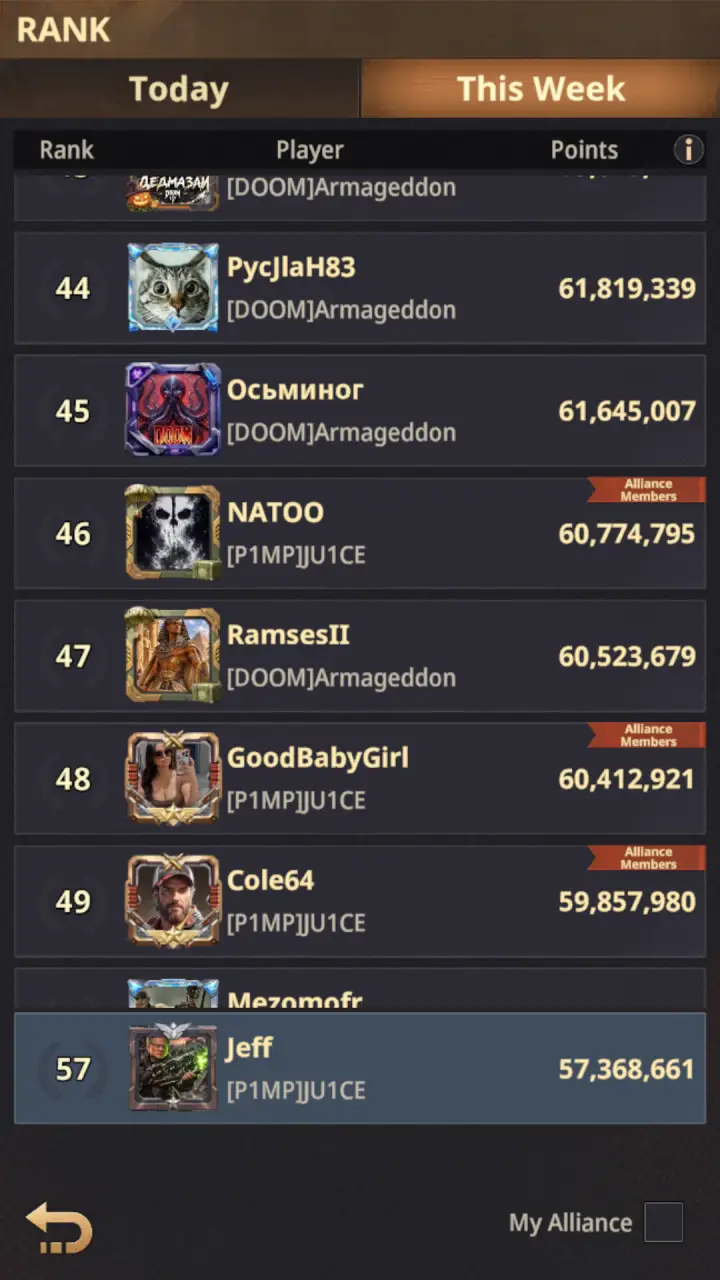 RANK
Today
This Week
Rank Player Points i
ДЕДМАЗАЙ
[DOOM]Armageddon
44
PycJlaH83
[DOOM]Armageddon
61,819,339
45
DOOM
Осьминог
[DOOM]Armageddon
61,645,007
Alliance
Members
46
NATOO
[P1MP]JU1CE
60,774,795
47
RamsesII
[DOOM]Armageddon
60,523,679
Alliance
Members
48
GoodBabyGirl
[P1MP]JU1CE
60,412,921
Alliance
Members
49
Cole64
[P1MP]JU1CE
59,857,980
Mezomofr
57
Jeff
[P1MP]JU1CE
57,368,661
My Alliance